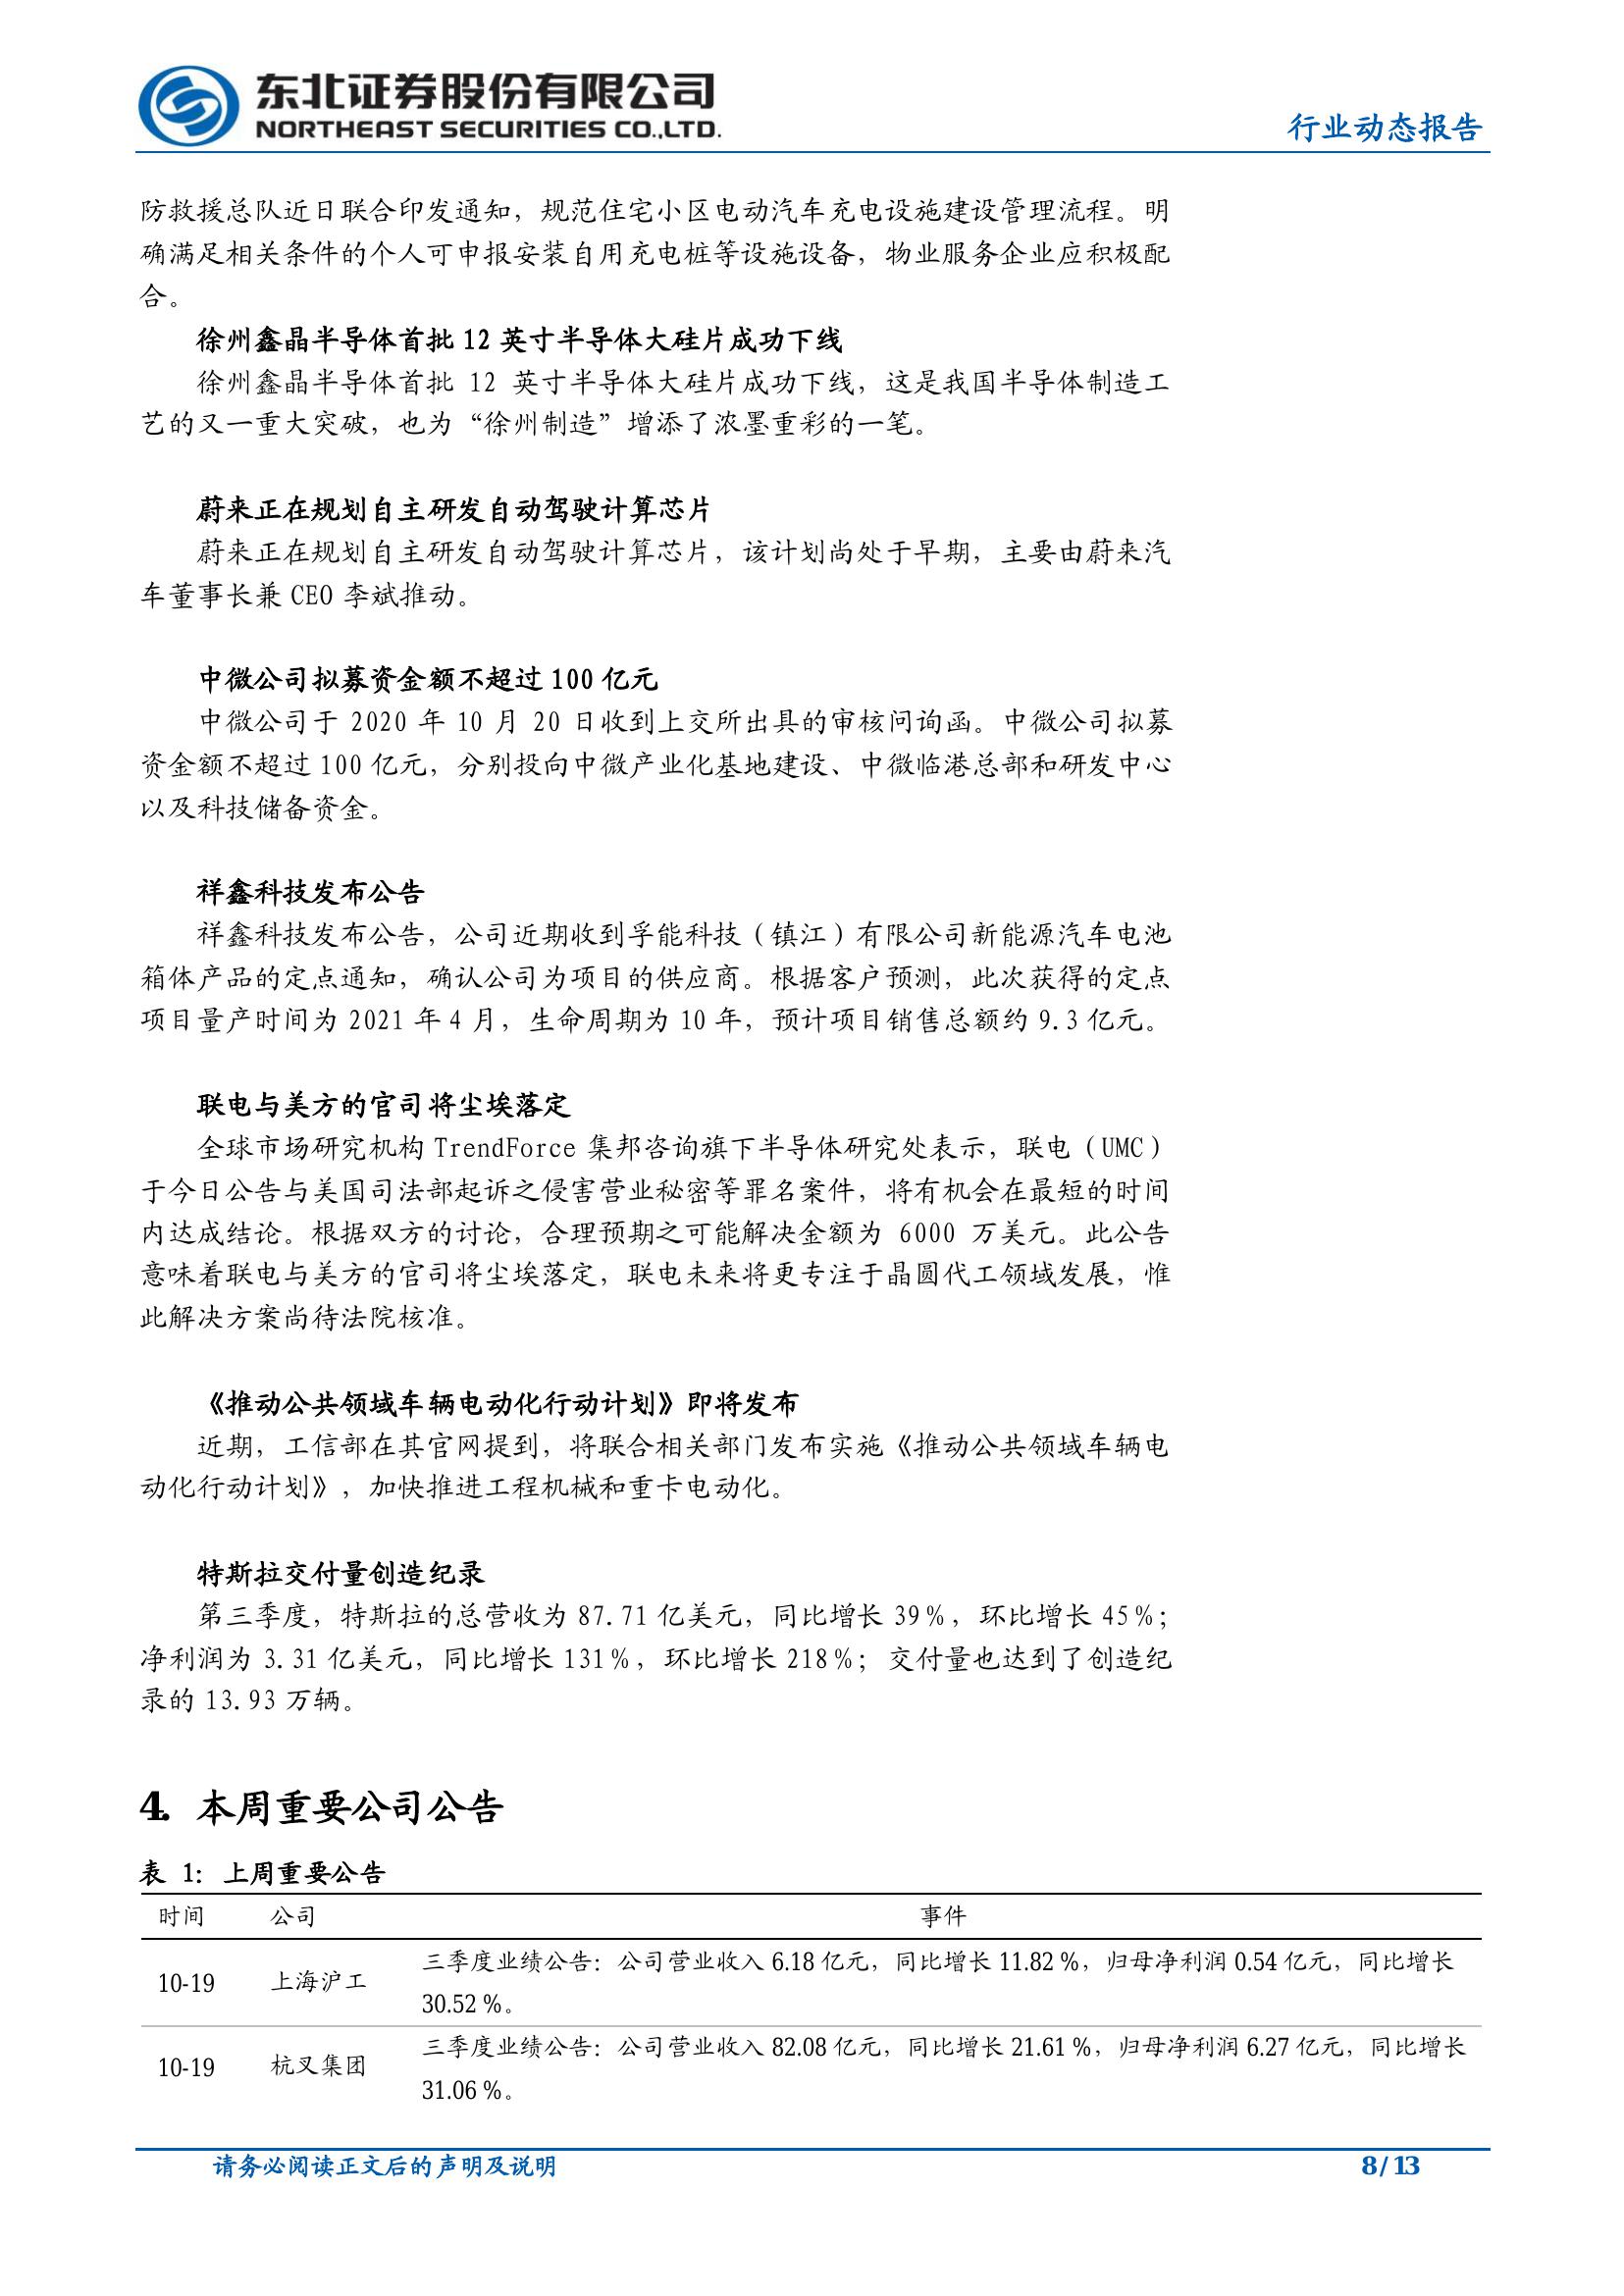 东北证券股份有限公司
NORTHEAST SECURITIES CO.,LTD.
行业动态报告
防救援总队近日联合印发通知，规范住宅小区电动汽车充电设施建设管理流程。明
确满足相关条件的个人可申报安装自用充电桩等设施设备，物业服务企业应积极配
合。
徐州鑫晶半导体首批 12 英寸半导体大硅片成功下线
徐州鑫晶半导体首批 12 英寸半导体大硅片成功下线，这是我国半导体制造工
艺的又一重大突破，也为“徐州制造”增添了浓墨重彩的一笔。
蔚来正在规划自主研发自动驾驶计算芯片
蔚来正在规划自主研发自动驾驶计算芯片，该计划尚处于早期，主要由蔚来汽
车董事长兼 CEO 李斌推动。
中微公司拟募资金额不超过 100 亿元
中微公司于 2020 年 10 月 20 日收到上交所出具的审核问询函。中微公司拟募
资金额不超过 100 亿元，分别投向中微产业化基地建设、中微临港总部和研发中心
以及科技储备资金。
祥鑫科技发布公告
祥鑫科技发布公告，公司近期收到孚能科技（镇江）有限公司新能源汽车电池
箱体产品的定点通知，确认公司为项目的供应商。根据客户预测，此次获得的定点
项目量产时间为 2021 年 4 月，生命周期为 10 年，预计项目销售总额约 9.3 亿元。
联电与美方的官司将尘埃落定
全球市场研究机构 TrendForce 集邦咨询旗下半导体研究处表示，联电（UMC）
于今日公告与美国司法部起诉之侵害营业秘密等罪名案件，将有机会在最短的时间
内达成结论。根据双方的讨论，合理预期之可能解决金额为 6000 万美元。此公告
意味着联电与美方的官司将尘埃落定，联电未来将更专注于晶圆代工领域发展，惟
此解决方案尚待法院核准。
《推动公共领域车辆电动化行动计划》即将发布
近期，工信部在其官网提到，将联合相关部门发布实施《推动公共领域车辆电
动化行动计划》，加快推进工程机械和重卡电动化。
特斯拉交付量创造纪录
第三季度，特斯拉的总营收为 87.71 亿美元，同比增长 39%，环比增长 45%；
净利润为 3.31 亿美元，同比增长 131%，环比增长 218%；交付量也达到了创造纪
录的 13.93 万辆。
4. 本周重要公司公告
表 1：上周重要公告
时间 公司 事件
10-19 上海沪工 三季度业绩公告：公司营业收入 6.18 亿元，同比增长 11.82 %，归母净利润 0.54 亿元，同比增长
30.52 %。
10-19 杭叉集团 三季度业绩公告：公司营业收入 82.08 亿元，同比增长 21.61 %，归母净利润 6.27 亿元，同比增长
31.06 %。
请务必阅读正文后的声明及说明
8 / 13